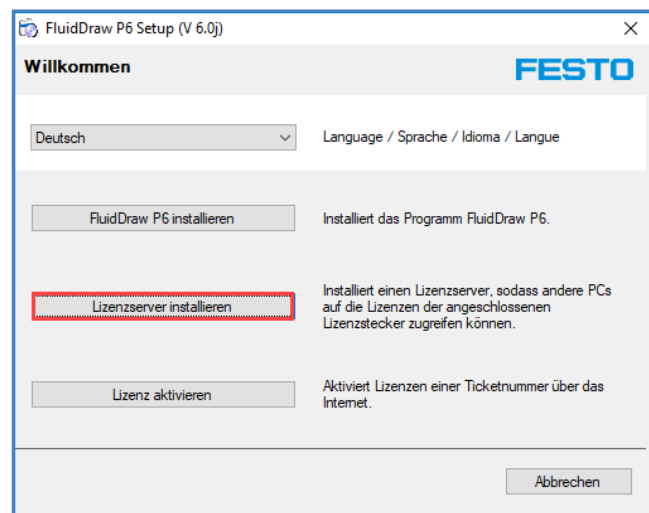 FluidDraw P6 Setup (V 6.0j)
Willkommen
FESTO
Deutsch
Language / Sprache / Idioma / Langue
FluidDraw P6 installieren
Installiert das Programm FluidDraw P6.
Lizenzserver installieren
Installiert einen Lizenzserver, sodass andere PCs
auf die Lizenzen der angeschlossenen
Lizenzstecker zugreifen können.
Lizenz aktivieren
Aktiviert Lizenzen einer Ticketnummer über das
Internet.
Abbrechen